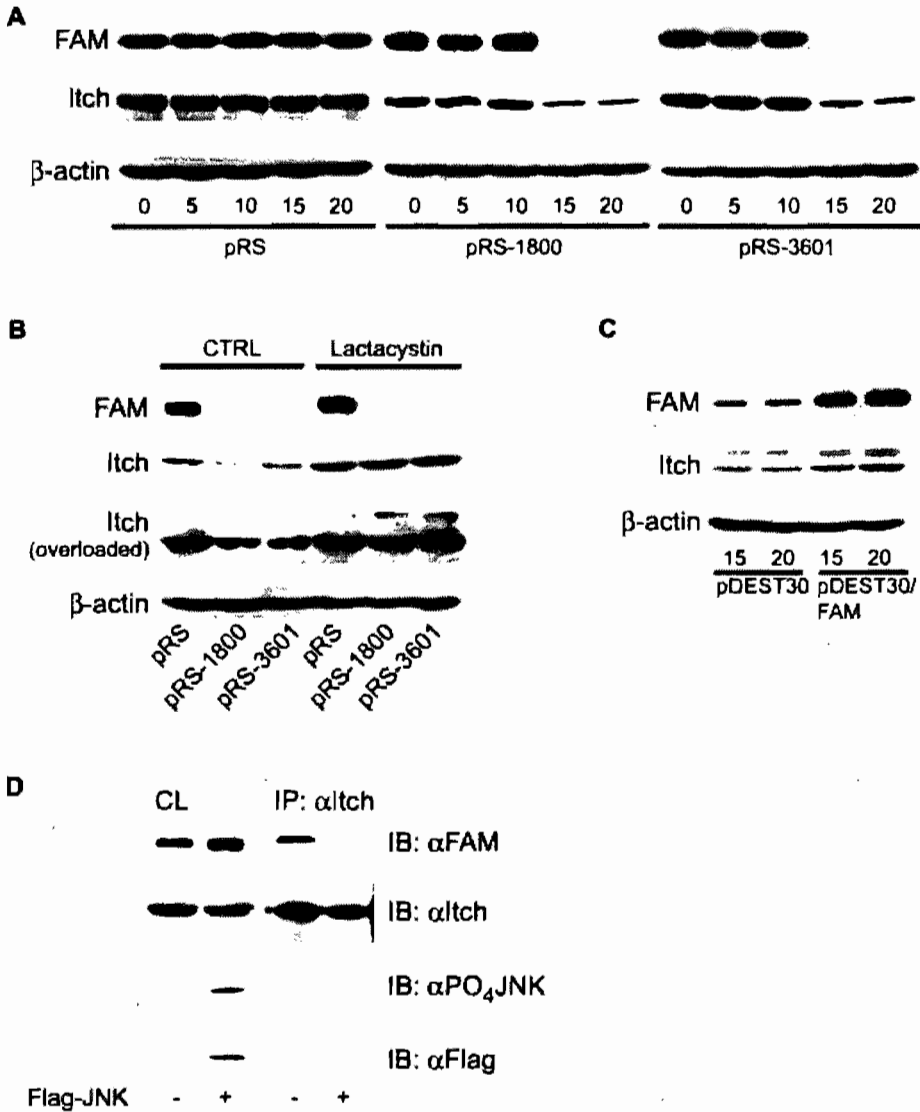 A
FAM
Itch
β-actin
0 5 10 15 20 0 5 10 15 20 0 5 10 15 20
pRS pRS-1800 pRS-3601
B
CTRL Lactacystin
FAM
Itch
Itch
(overloaded)
β-actin
pRS pRS-1800 pRS-3601 pRS pRS-1800 pRS-3601
C
FAM
Itch
β-actin
15 20 15 20
pDEST30 pDEST30/
FAM
D
CL IP: αItch
IB: αFAM
IB: αItch
IB: αPO₄JNK
IB: αFlag
Flag-JNK - + - +